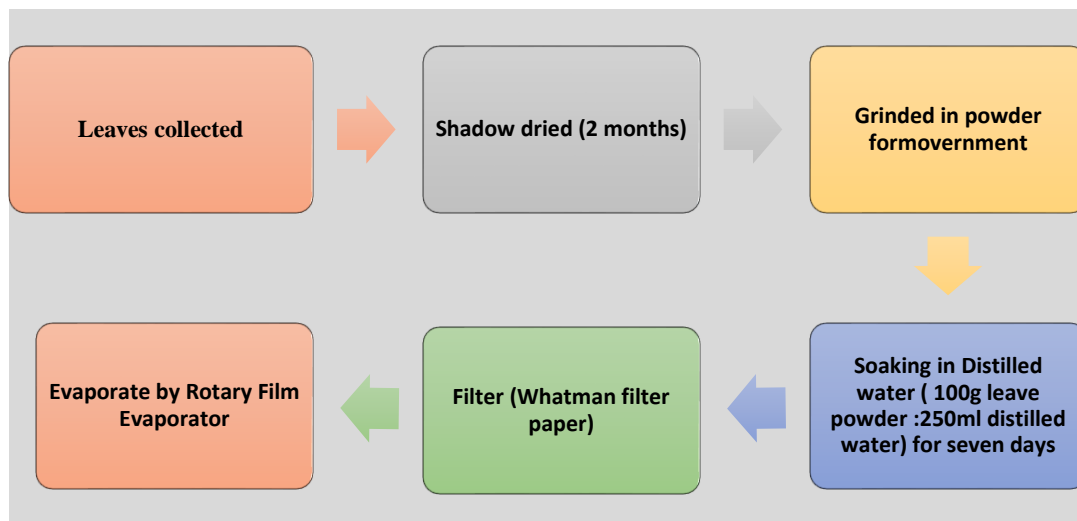 Leaves collected
Shadow dried (2 months)
Grinded in powder
formovernment
Soaking in Distilled
water ( 100g leave
powder :250ml distilled
water) for seven days
Filter (Whatman filter
paper)
Evaporate by Rotary Film
Evaporator